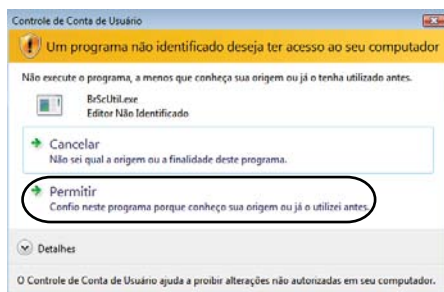 Controle de Conta de Usuário
Um programa não identificado deseja ter acesso ao seu computador
Não execute o programa, a menos que conheça sua origem ou já o tenha utilizado antes.
BrScUtil.exe
Editor Não Identificado
Cancelar
Não sei qual a origem ou a finalidade deste programa.
Permitir
Confio neste programa porque conheço sua origem ou já o utilizei antes.
Detalhes
O Controle de Conta de Usuário ajuda a proibir alterações não autorizadas em seu computador.